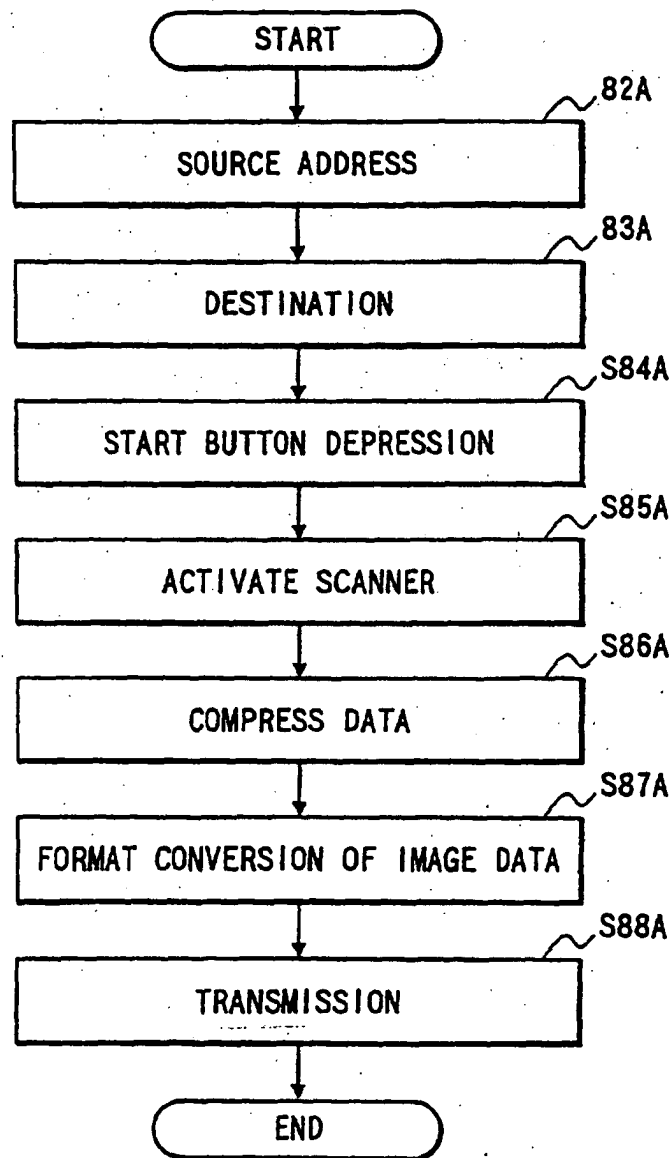 START
82A
SOURCE ADDRESS
83A
DESTINATION
S84A
START BUTTON DEPRESSION
S85A
ACTIVATE SCANNER
S86A
COMPRESS DATA
S87A
FORMAT CONVERSION OF IMAGE DATA
S88A
TRANSMISSION
END